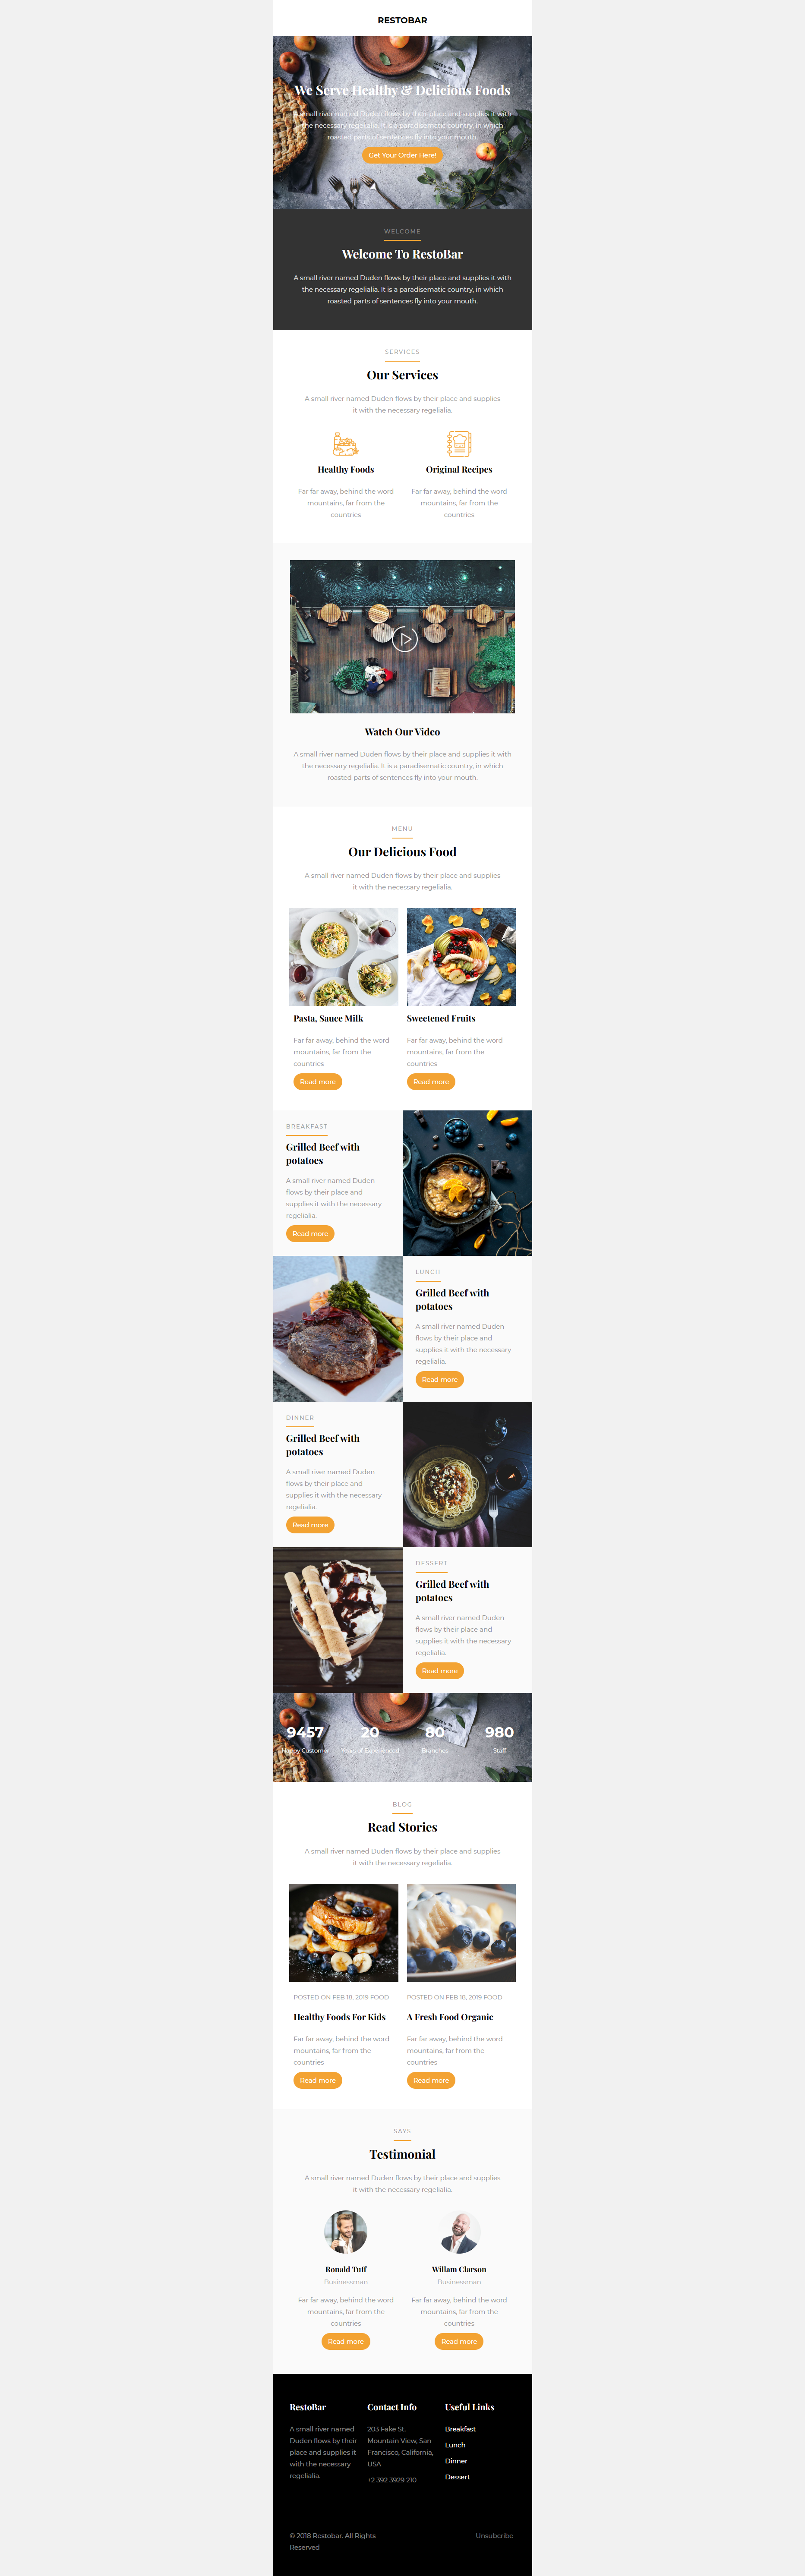 RESTOBAR
We Serve Healthy & Delicious Foods
A small river named Duden flows by their place and supplies it with
the necessary regelialia. It is a paradisematic country, in which
roasted parts of sentences fly into your mouth.
Get Your Order Here!
WELCOME
Welcome To RestoBar
A small river named Duden flows by their place and supplies it with
the necessary regelialia. It is a paradisematic country, in which
roasted parts of sentences fly into your mouth.
SERVICES
Our Services
A small river named Duden flows by their place and supplies
it with the necessary regelialia.
Healthy Foods
Far far away, behind the word
mountains, far from the
countries
Original Recipes
Far far away, behind the word
mountains, far from the
countries
Watch Our Video
A small river named Duden flows by their place and supplies it with
the necessary regelialia. It is a paradisematic country, in which
roasted parts of sentences fly into your mouth.
MENU
Our Delicious Food
A small river named Duden flows by their place and supplies
it with the necessary regelialia.
Pasta, Sauce Milk
Far far away, behind the word
mountains, far from the
countries
Read more
Sweetened Fruits
Far far away, behind the word
mountains, far from the
countries
Read more
BREAKFAST
Grilled Beef with
potatoes
A small river named Duden
flows by their place and
supplies it with the necessary
regelialia.
Read more
LUNCH
Grilled Beef with
potatoes
A small river named Duden
flows by their place and
supplies it with the necessary
regelialia.
Read more
DINNER
Grilled Beef with
potatoes
A small river named Duden
flows by their place and
supplies it with the necessary
regelialia.
Read more
DESSERT
Grilled Beef with
potatoes
A small river named Duden
flows by their place and
supplies it with the necessary
regelialia.
Read more
9457
Happy Customer
20
Years of Experienced
80
Branches
980
Staff
BLOG
Read Stories
A small river named Duden flows by their place and supplies
it with the necessary regelialia.
POSTED ON FEB 18, 2019 FOOD
Healthy Foods For Kids
Far far away, behind the word
mountains, far from the
countries
Read more
POSTED ON FEB 18, 2019 FOOD
A Fresh Food Organic
Far far away, behind the word
mountains, far from the
countries
Read more
SAYS
Testimonial
A small river named Duden flows by their place and supplies
it with the necessary regelialia.
Ronald Tuff
Businessman
Far far away, behind the word
mountains, far from the
countries
Read more
Willam Clarson
Businessman
Far far away, behind the word
mountains, far from the
countries
Read more
RestoBar
A small river named
Duden flows by their
place and supplies it
with the necessary
regelialia.
Contact Info
203 Fake St.
Mountain View, San
Francisco, California,
USA
+2 392 3929 210
Useful Links
Breakfast
Lunch
Dinner
Dessert
© 2018 Restobar. All Rights
Reserved
Unsubcribe